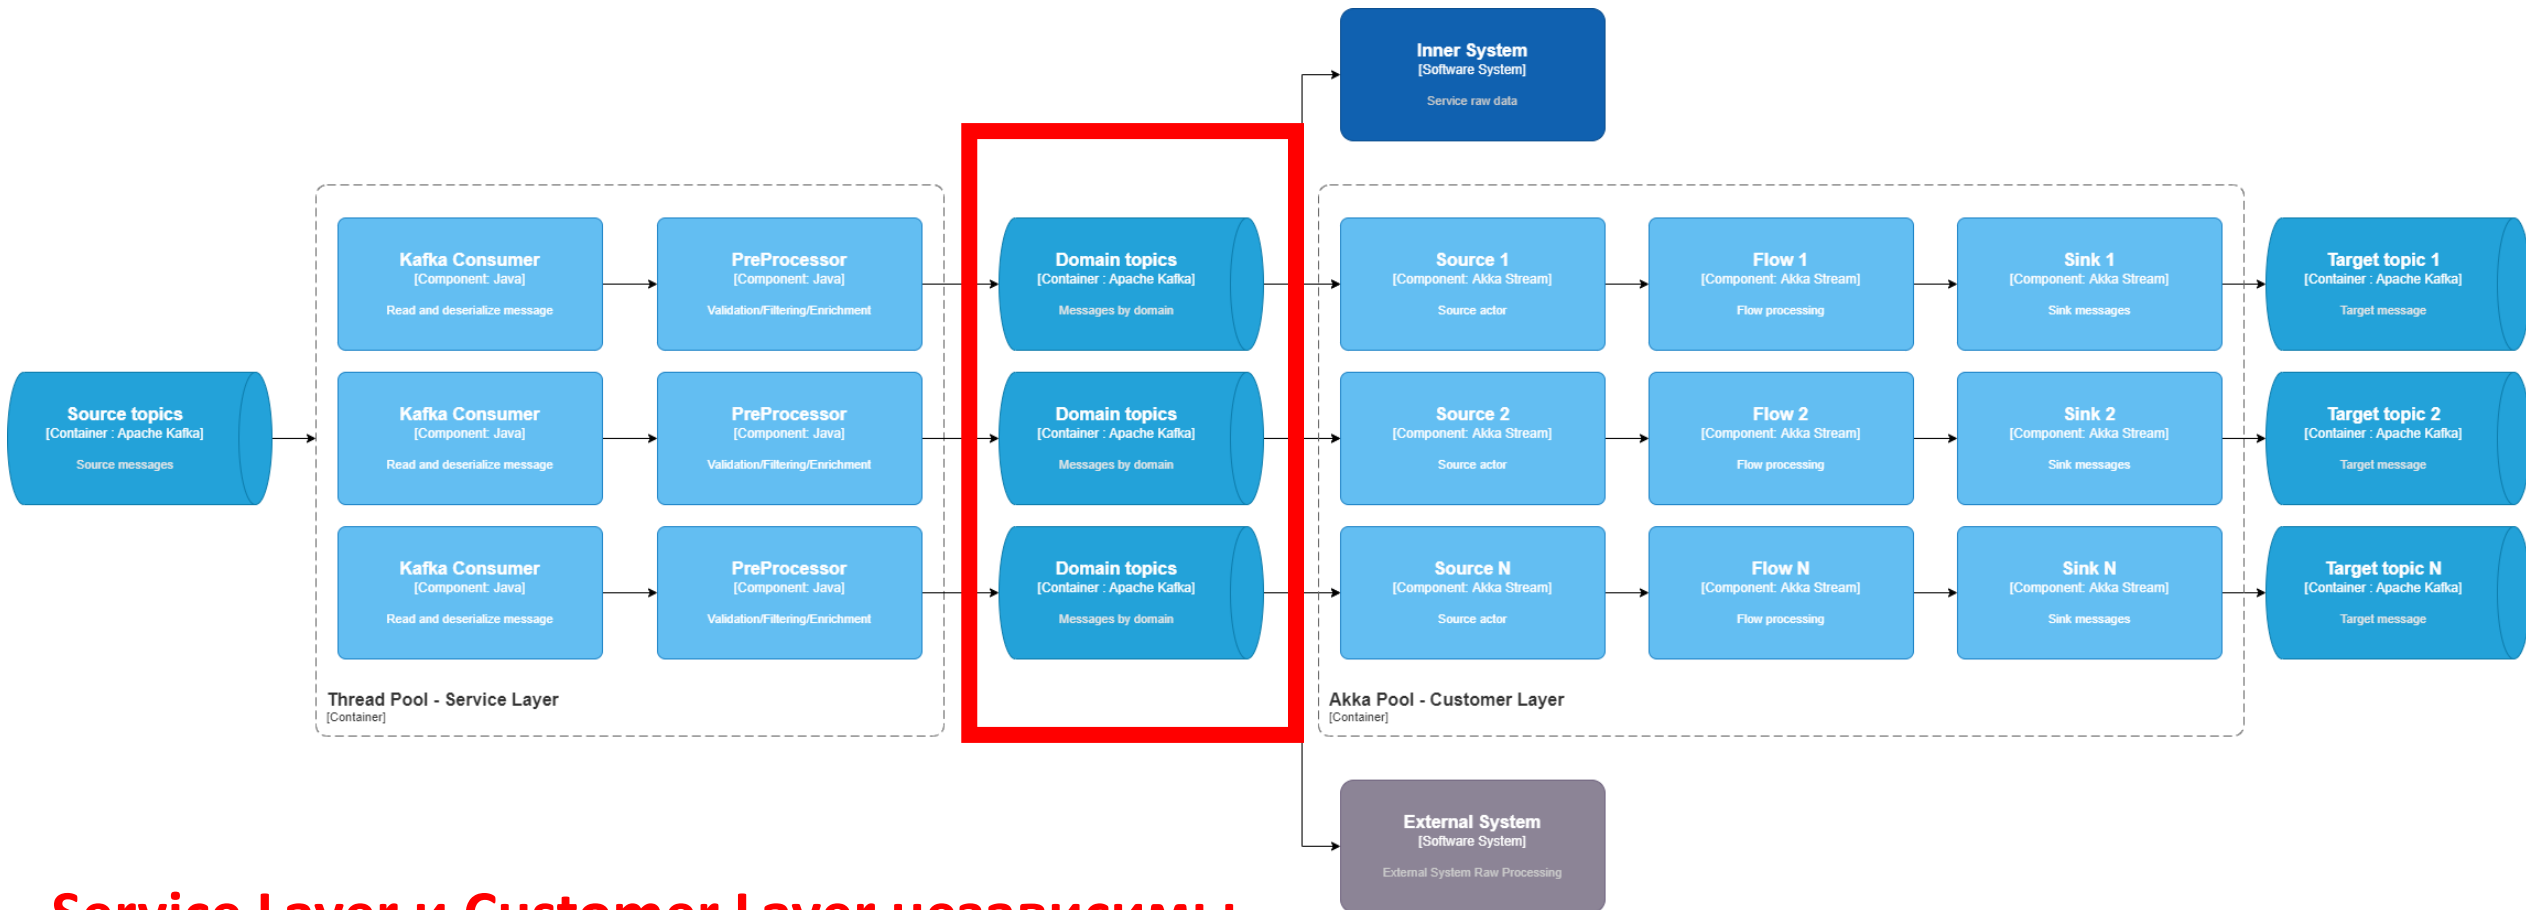 Inner System
[Software System]
Service raw data
Kafka Consumer
[Component: Java]
Read and deserialize message
PreProcessor
[Component: Java]
Validation/Filtering/Enrichment
Domain topics
[Container : Apache Kafka]
Messages by domain
Source 1
[Component: Akka Stream]
Source actor
Flow 1
[Component: Akka Stream]
Flow processing
Sink 1
[Component: Akka Stream]
Sink messages
Target topic 1
[Container : Apache Kafka]
Target message
Source topics
[Container : Apache Kafka]
Source messages
Kafka Consumer
[Component: Java]
Read and deserialize message
PreProcessor
[Component: Java]
Validation/Filtering/Enrichment
Domain topics
[Container : Apache Kafka]
Messages by domain
Source 2
[Component: Akka Stream]
Source actor
Flow 2
[Component: Akka Stream]
Flow processing
Sink 2
[Component: Akka Stream]
Sink messages
Target topic 2
[Container : Apache Kafka]
Target message
Kafka Consumer
[Component: Java]
Read and deserialize message
PreProcessor
[Component: Java]
Validation/Filtering/Enrichment
Domain topics
[Container : Apache Kafka]
Messages by domain
Source N
[Component: Akka Stream]
Source actor
Flow N
[Component: Akka Stream]
Flow processing
Sink N
[Component: Akka Stream]
Sink messages
Target topic N
[Container : Apache Kafka]
Target message
Thread Pool - Service Layer
[Container]
Akka Pool - Customer Layer
[Container]
External System
[Software System]
External System Raw Processing
Service Layer и Customer Layer независимы